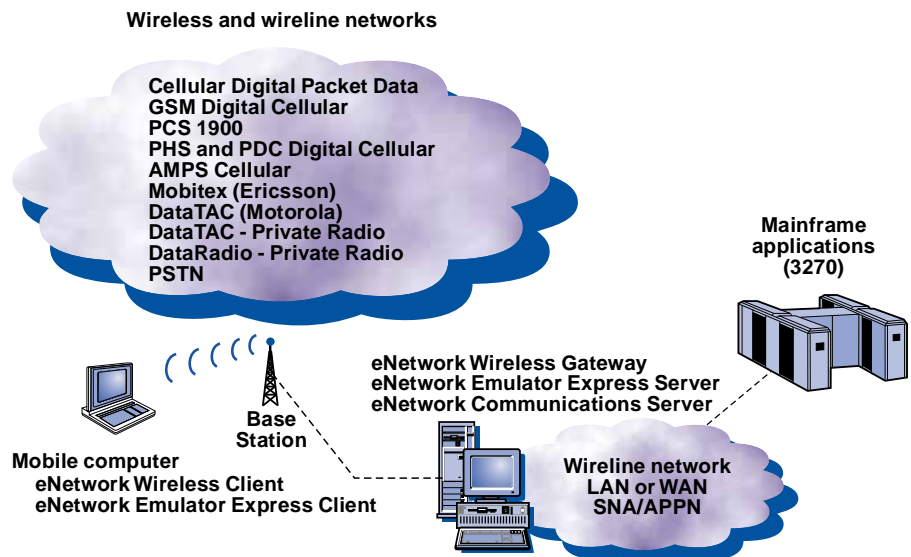 Wireless and wireline networks
Cellular Digital Packet Data
GSM Digital Cellular
PCS 1900
PHS and PDC Digital Cellular
AMPS Cellular
Mobitex (Ericsson)
DataTAC (Motorola)
DataTAC - Private Radio
DataRadio - Private Radio
PSTN
Mainframe
applications
(3270)
eNetwork Wireless Gateway
eNetwork Emulator Express Server
eNetwork Communications Server
Base
Station
Mobile computer
eNetwork Wireless Client
eNetwork Emulator Express Client
Wireline network
LAN or WAN
SNA/APPN